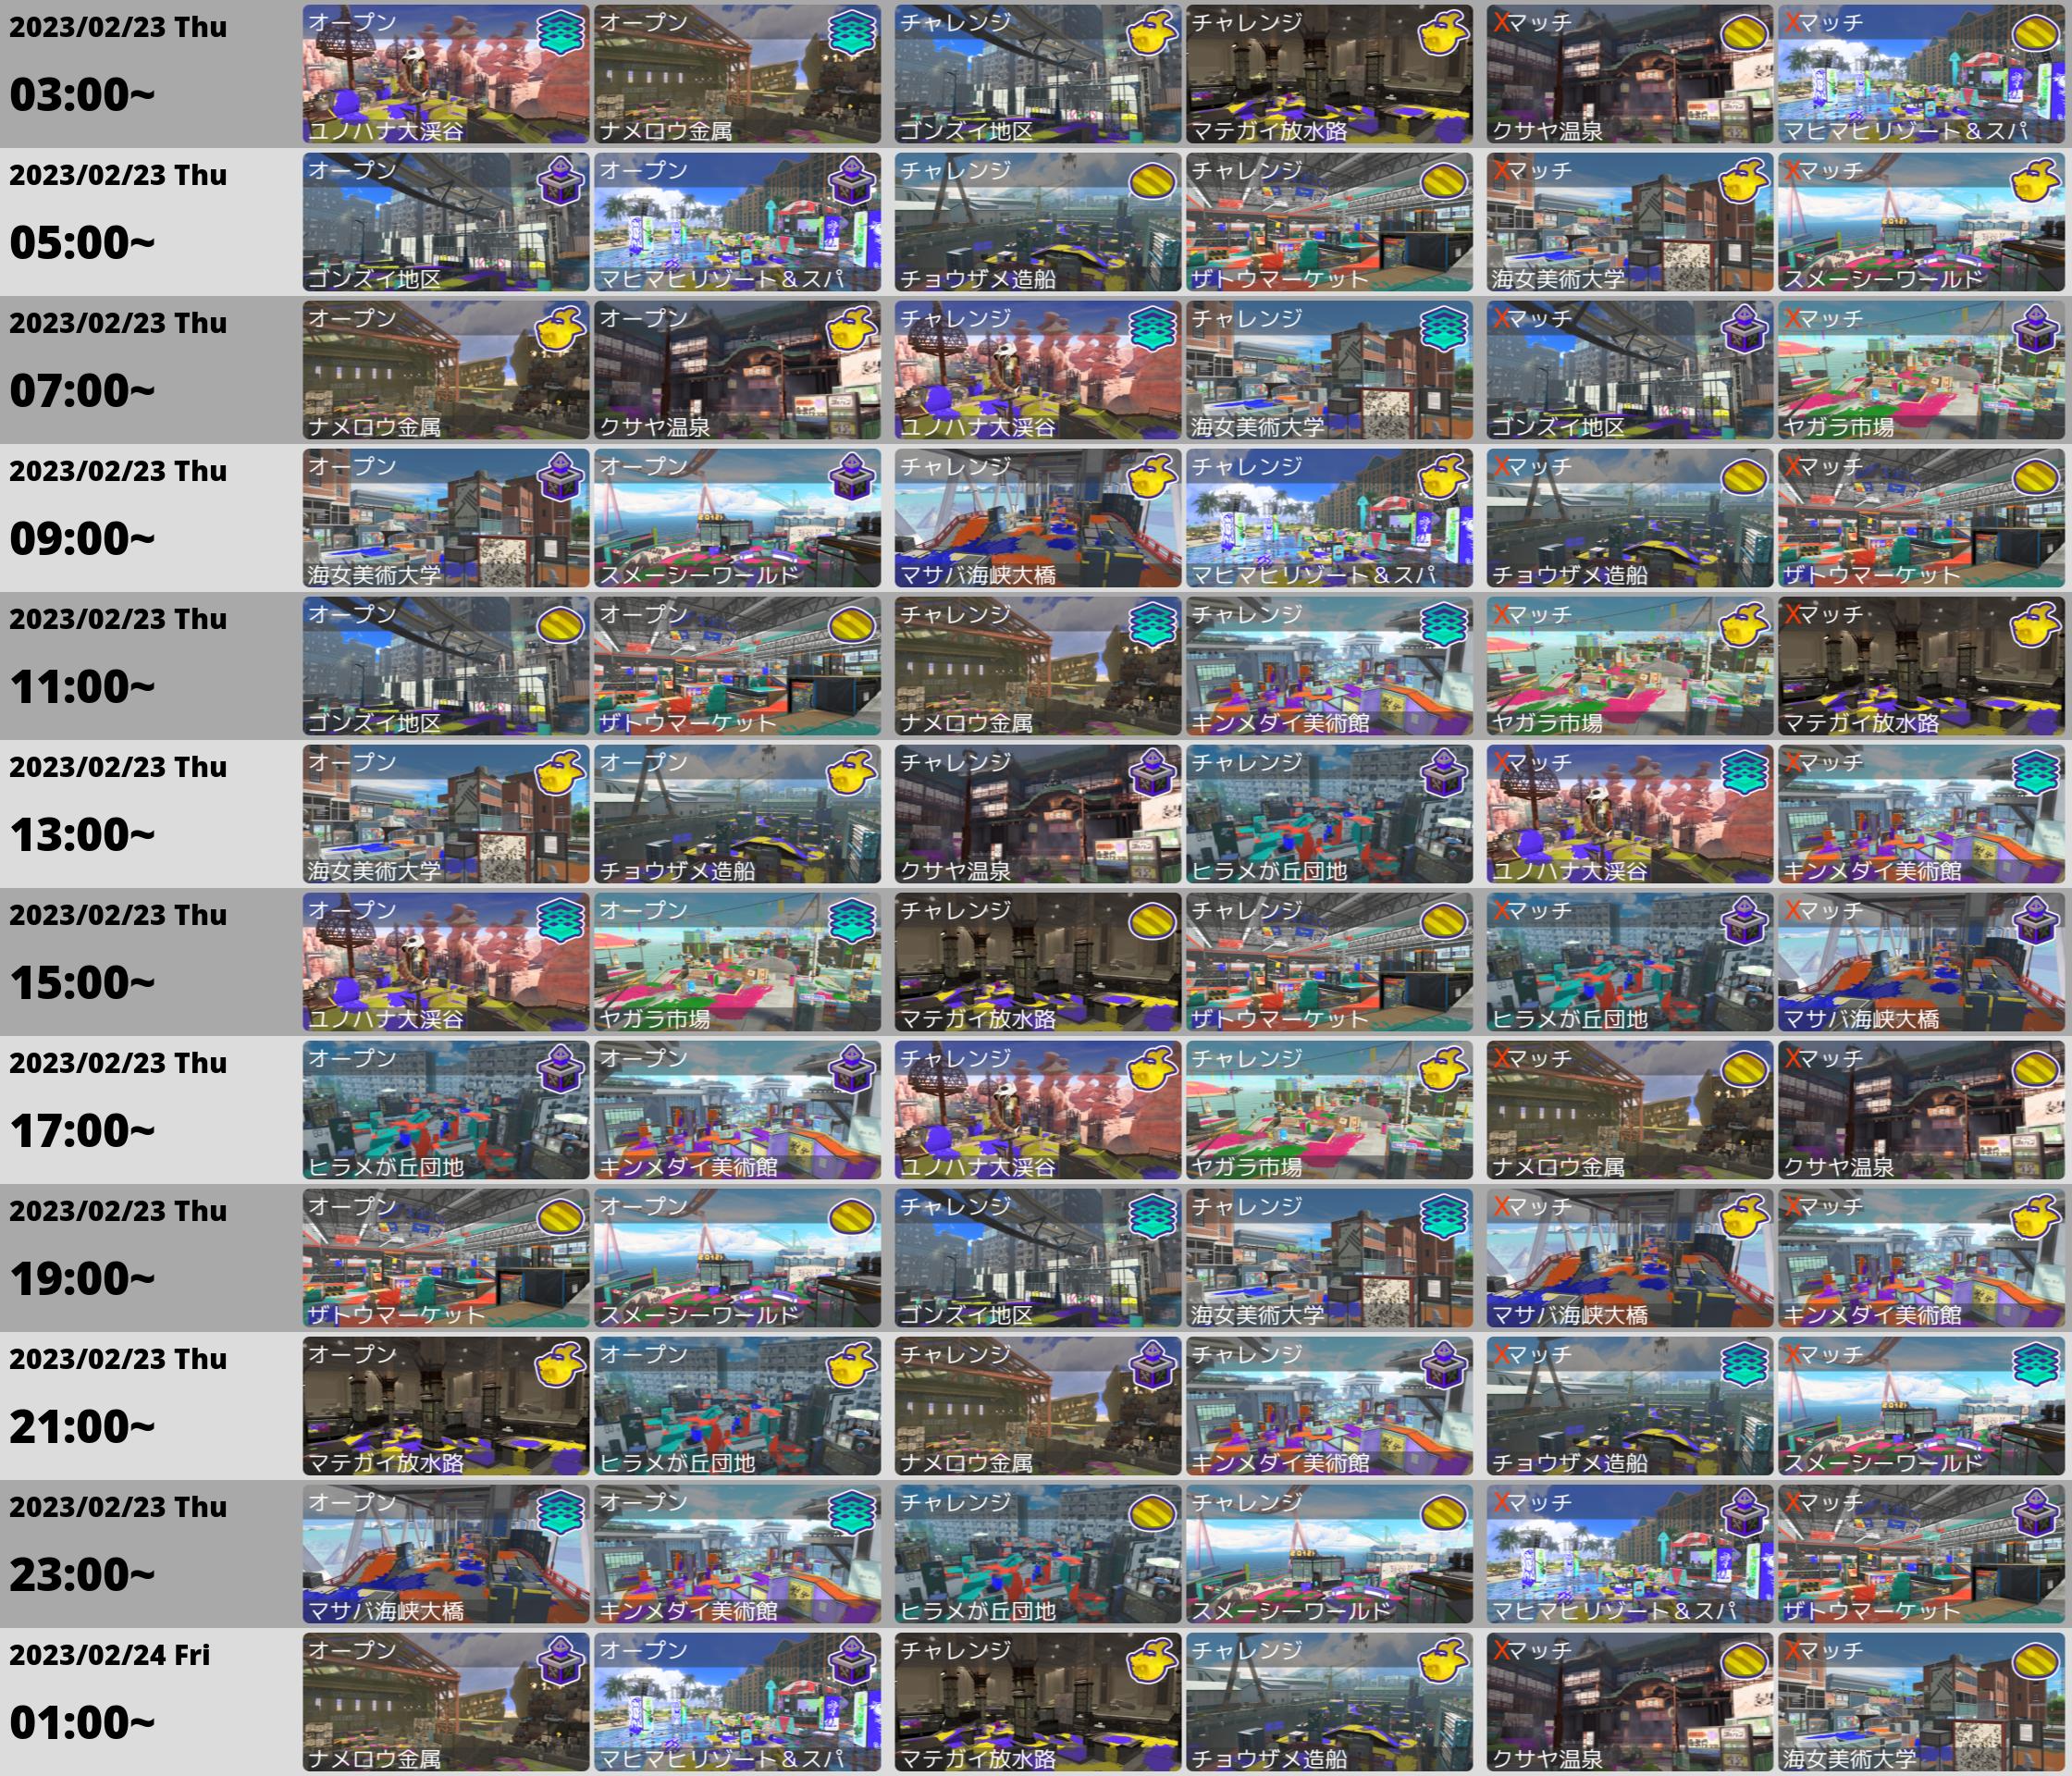 2023/02/23 Thu
03:00~
オープン オープン チャレンジ チャレンジ Xマッチ Xマッチ
ユノハナ大渓谷 ナメロウ金属 ゴンズイ地区 マテガイ放水路 クサヤ温泉 マヒマヒリゾート＆スパ
2023/02/23 Thu
05:00~
オープン オープン チャレンジ チャレンジ Xマッチ Xマッチ
ゴンズイ地区 マヒマヒリゾート＆スパ チョウザメ造船 ザトウマーケット 海女美術大学 スメーシーワールド
2023/02/23 Thu
07:00~
オープン オープン チャレンジ チャレンジ Xマッチ Xマッチ
ナメロウ金属 クサヤ温泉 ユノハナ大渓谷 海女美術大学 ゴンズイ地区 ヤガラ市場
2023/02/23 Thu
09:00~
オープン オープン チャレンジ チャレンジ Xマッチ Xマッチ
海女美術大学 スメーシーワールド マサバ海峡大橋 マヒマヒリゾート＆スパ チョウザメ造船 ザトウマーケット
2023/02/23 Thu
11:00~
オープン オープン チャレンジ チャレンジ Xマッチ Xマッチ
ゴンズイ地区 ザトウマーケット ナメロウ金属 キンメダイ美術館 ヤガラ市場 マテガイ放水路
2023/02/23 Thu
13:00~
オープン オープン チャレンジ チャレンジ Xマッチ Xマッチ
海女美術大学 チョウザメ造船 クサヤ温泉 ヒラメが丘団地 ユノハナ大渓谷 キンメダイ美術館
2023/02/23 Thu
15:00~
オープン オープン チャレンジ チャレンジ Xマッチ Xマッチ
ユノハナ大渓谷 ヤガラ市場 マテガイ放水路 ザトウマーケット ヒラメが丘団地 マサバ海峡大橋
2023/02/23 Thu
17:00~
オープン オープン チャレンジ チャレンジ Xマッチ Xマッチ
ヒラメが丘団地 キンメダイ美術館 ユノハナ大渓谷 ヤガラ市場 ナメロウ金属 クサヤ温泉
2023/02/23 Thu
19:00~
オープン オープン チャレンジ チャレンジ Xマッチ Xマッチ
ザトウマーケット スメーシーワールド ゴンズイ地区 海女美術大学 マサバ海峡大橋 キンメダイ美術館
2023/02/23 Thu
21:00~
オープン オープン チャレンジ チャレンジ Xマッチ Xマッチ
マテガイ放水路 ヒラメが丘団地 ナメロウ金属 キンメダイ美術館 チョウザメ造船 スメーシーワールド
2023/02/23 Thu
23:00~
オープン オープン チャレンジ チャレンジ Xマッチ Xマッチ
マサバ海峡大橋 キンメダイ美術館 ヒラメが丘団地 スメーシーワールド マヒマヒリゾート＆スパ ザトウマーケット
2023/02/24 Fri
01:00~
オープン オープン チャレンジ チャレンジ Xマッチ Xマッチ
ナメロウ金属 マヒマヒリゾート＆スパ マテガイ放水路 チョウザメ造船 クサヤ温泉 海女美術大学